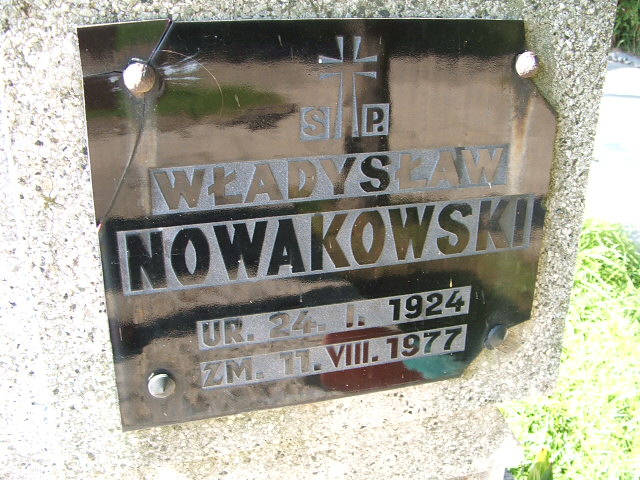 Ś P.
WŁADYSŁAW
NOWAKOWSKI
UR. 24. I. 1924
ZM. 11. VIII. 1977